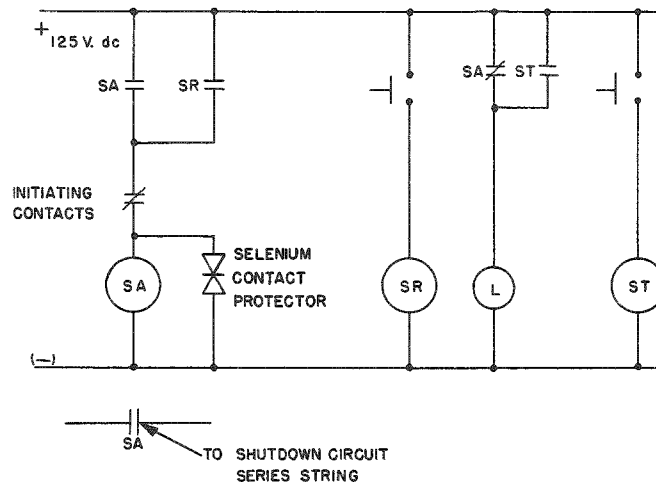 + 125 V. dc
SA
SR
SA
ST
INITIATING
CONTACTS
SELENIUM
CONTACT
PROTECTOR
SA
SR
L
ST
(—)
SA
TO SHUTDOWN CIRCUIT
SERIES STRING